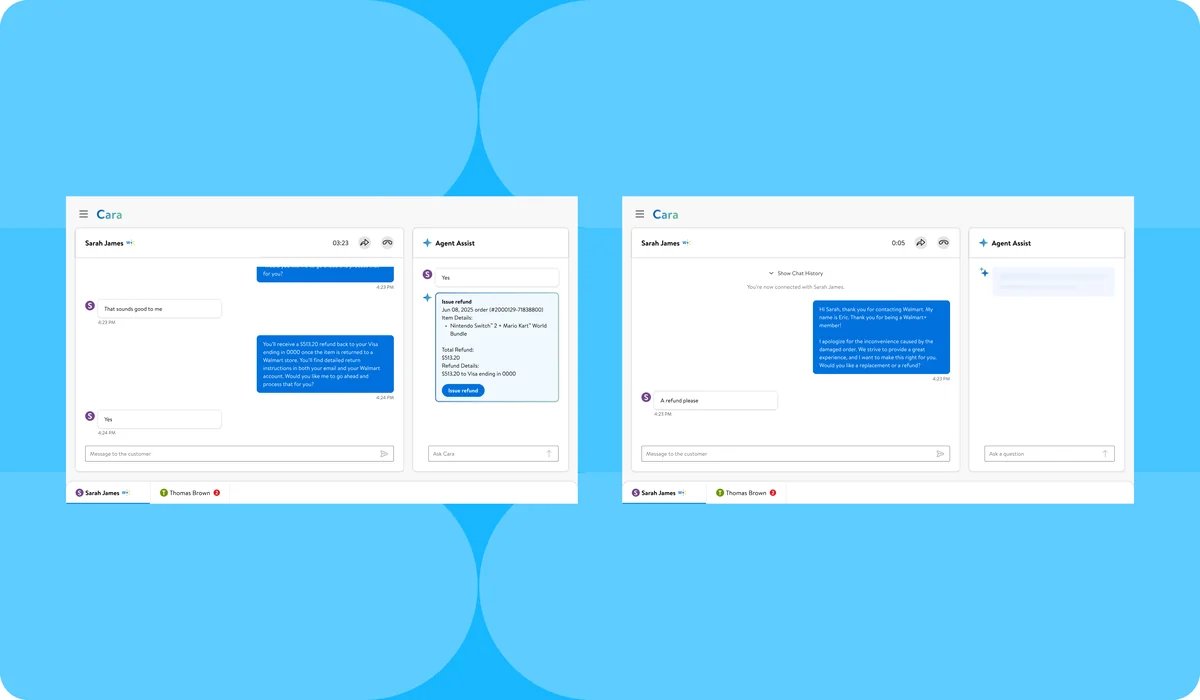 Cara
Sarah James W+
03:23
for you?
4:23 PM
S
That sounds good to me
4:23 PM
You'll receive a $513.20 refund back to your Visa
ending in 0000 once the item is returned to a
Walmart store. You'll find detailed return
instructions in both your email and your Walmart
account. Would you like me to go ahead and
process that for you?
4:24 PM
S
Yes
4:24 PM
Message to the customer
Agent Assist
S
Yes
Issue refund
Jun 08, 2025 order (#2000129-71838800)
Item Details:
• Nintendo Switch™ 2 + Mario Kart™ World
Bundle
Total Refund:
$513.20
Refund Details:
$513.20 to Visa ending in 0000
Issue refund
Ask Cara
S Sarah James W+
T Thomas Brown 2
Cara
Sarah James W+
0:05
Show Chat History
You're now connected with Sarah James.
Hi Sarah, thank you for contacting Walmart. My
name is Eric. Thank you for being a Walmart+
member!
I apologize for the inconvenience caused by the
damaged order. We strive to provide a great
experience, and I want to make this right for you.
Would you like a replacement or a refund?
4:23 PM
S
A refund please
4:23 PM
Message to the customer
Agent Assist
Ask a question
S Sarah James W+
T Thomas Brown 2